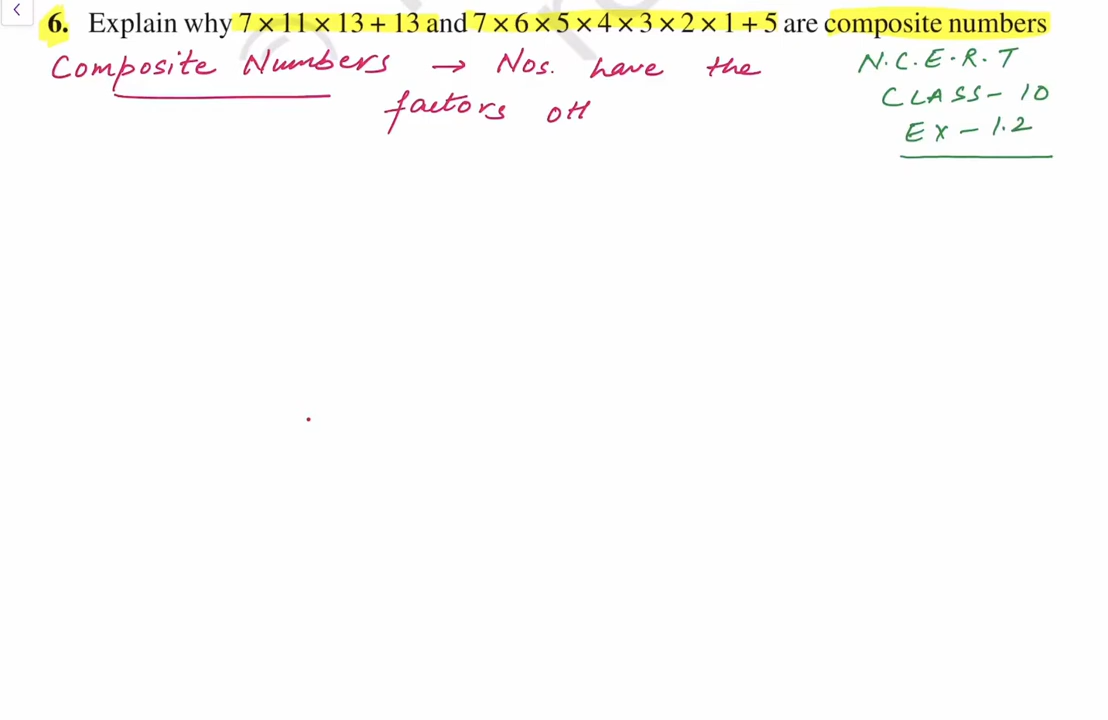 6. Explain why 7 × 11 × 13 + 13 and 7 × 6 × 5 × 4 × 3 × 2 × 1 + 5 are composite numbers
Composite Numbers → Nos. have the
factors oth
N.C.E.R.T
CLASS- 10
EX - 1.2